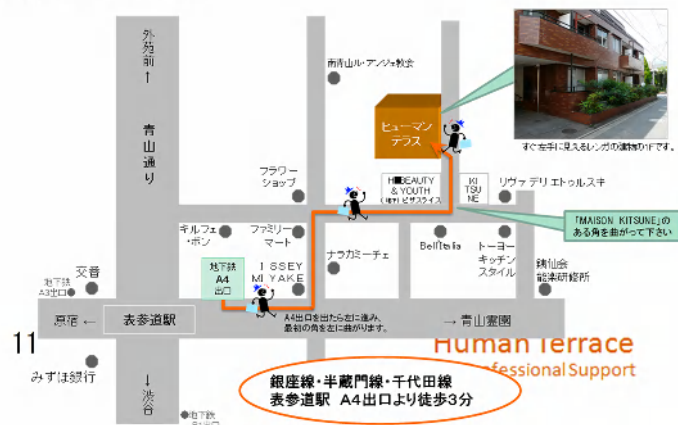 外苑前↑
青山通り
南青山ル・アンジェ教会
ヒューマン
テラス
すぐ左手に見えるレンガの建物の1Fです。
フラワー
ショップ
H■BEAUTY
& YOUTH
KI
TSU
NE
リヴァデリエトゥルスキ
「MAISON KITSUNE」の
ある角を曲がって下さい
キルフェ・
ボン
ファミリー
マート
ナラカミーチェ
Bellitalia
トーヨー
キッチン
スタイル
銕仙会
能楽研修所
交番
地下鉄
A3出口
地下鉄
A4
出口
ISSEY
MIYAKE
A4出口を出たら左に進み、
最初の角を左に曲がります。
原宿 ←
表参道駅
→ 青山霊園
11
みずほ銀行
Human Terrace
ofessional Support
銀座線・半蔵門線・千代田線
表参道駅 A4出口より徒歩3分
↓渋谷
地下鉄